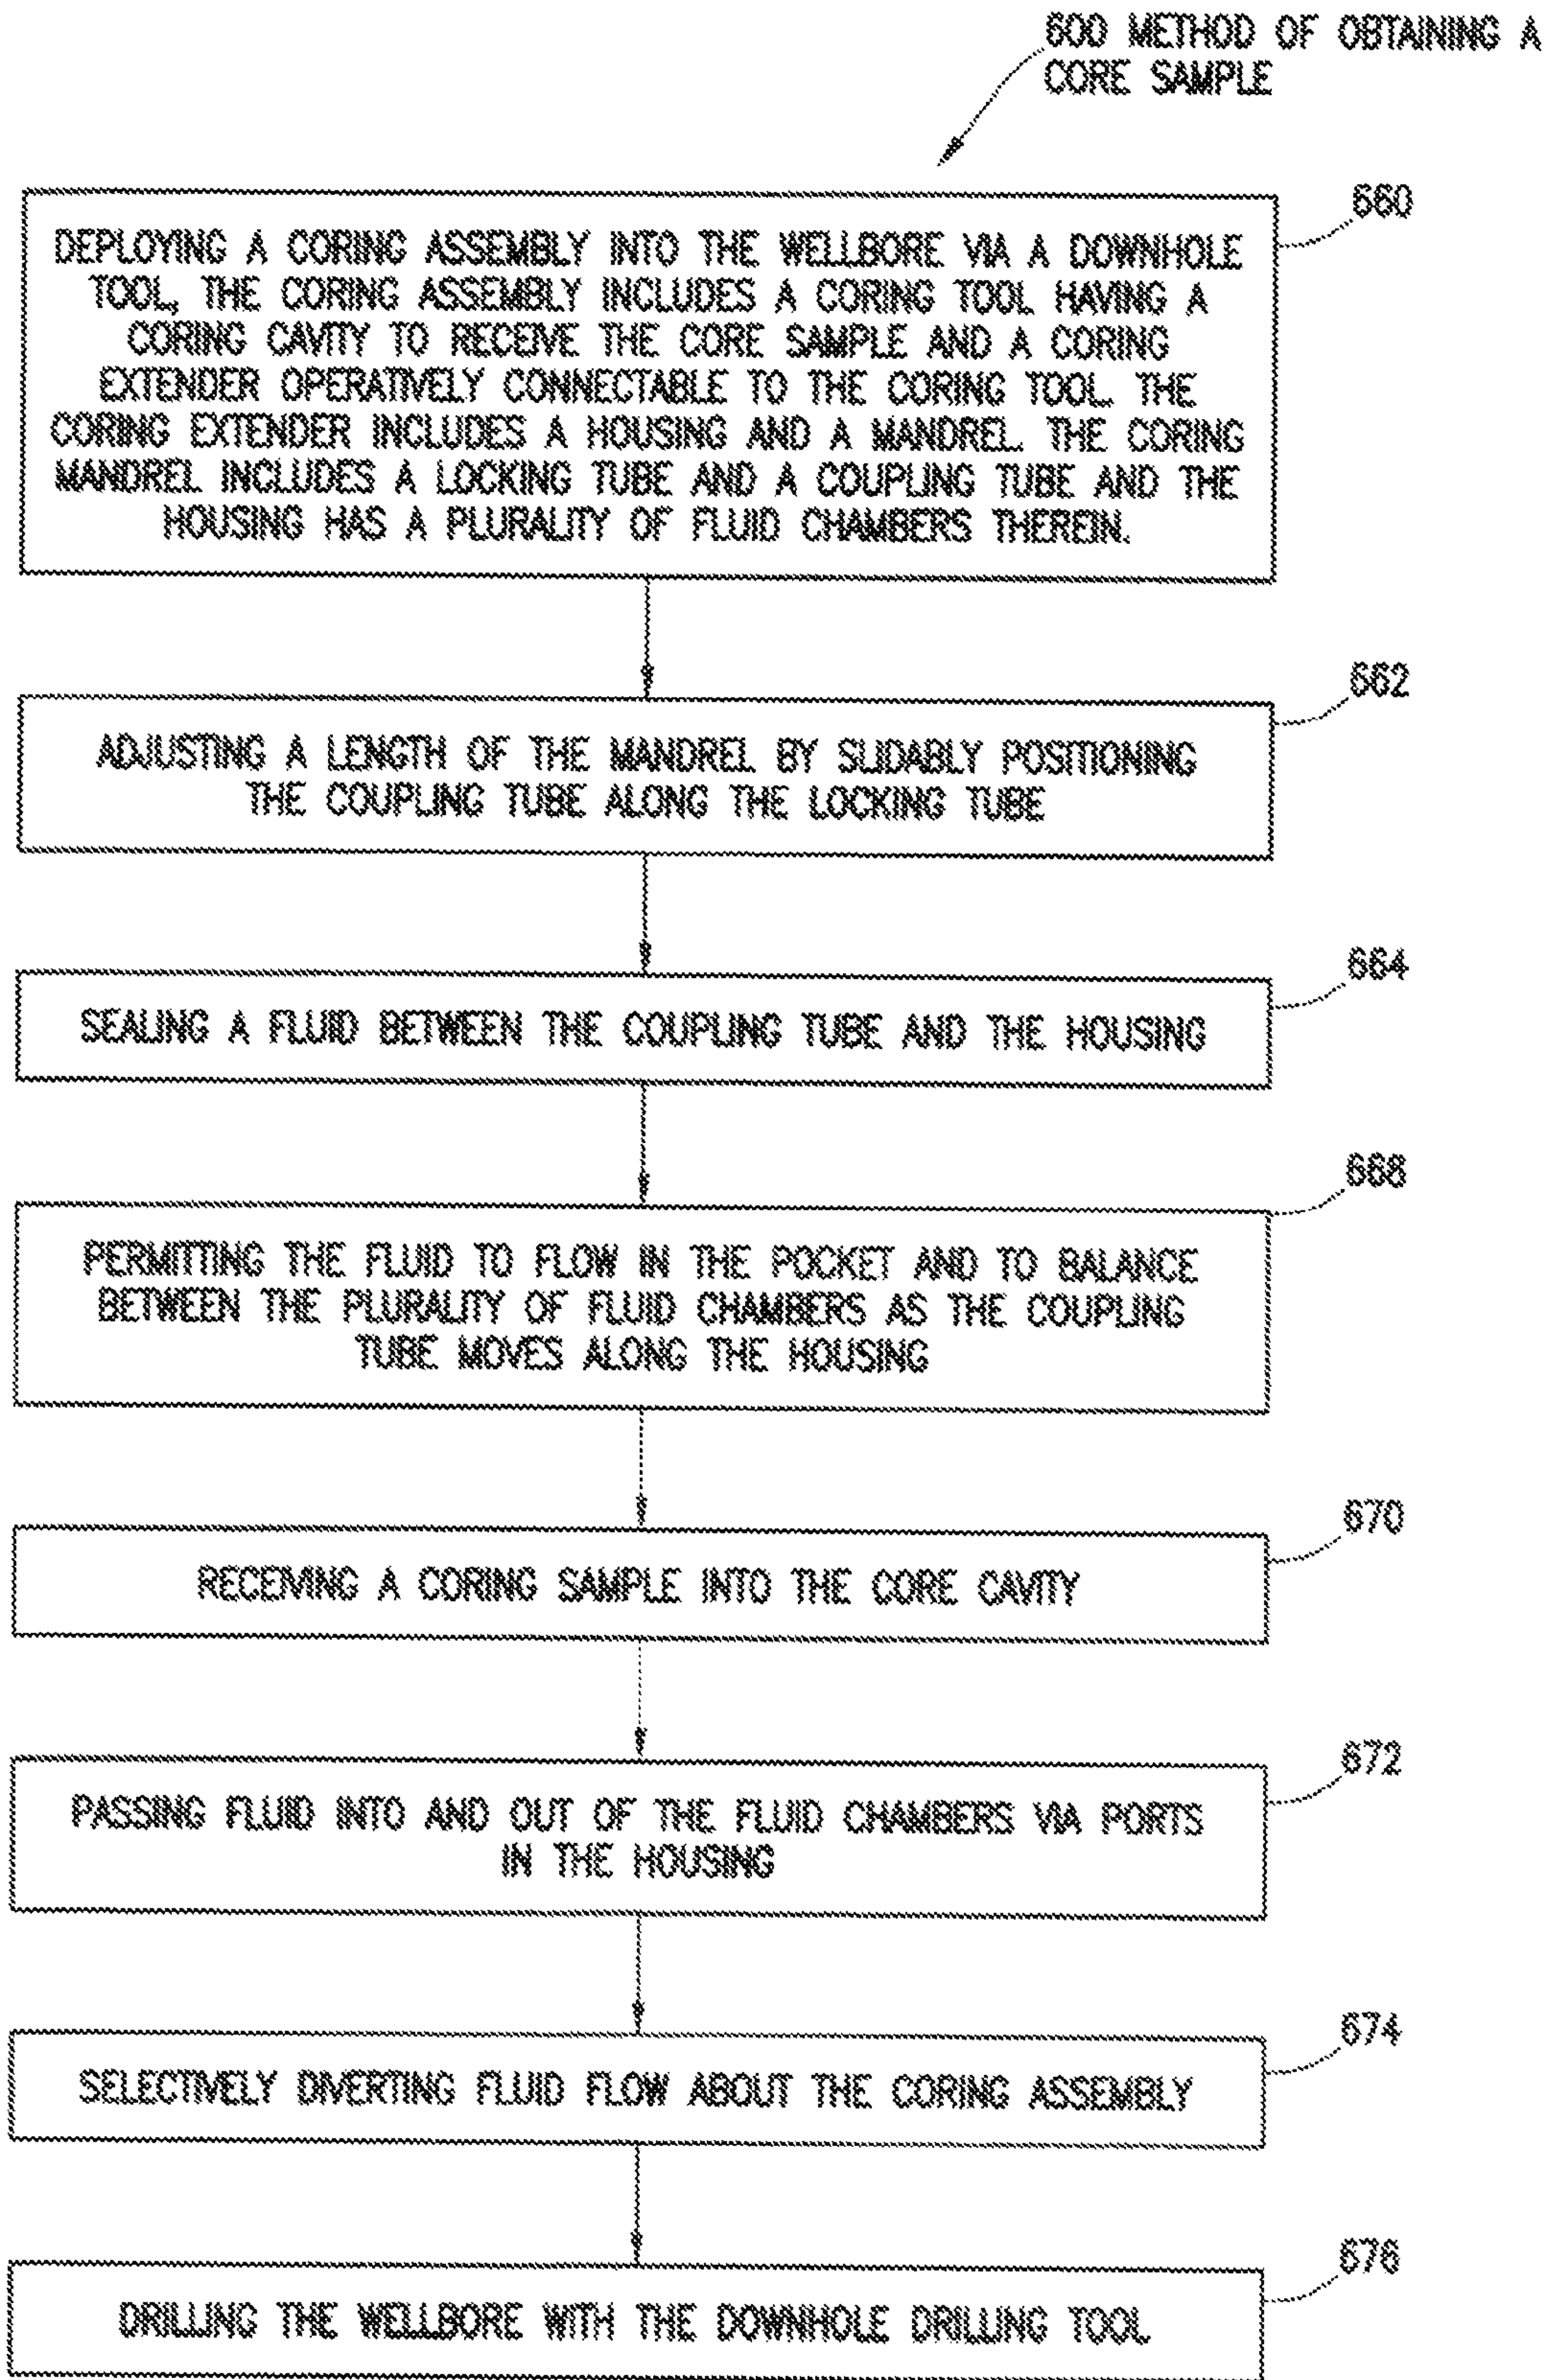 600 METHOD OF OBTAINING A
CORE SAMPLE
660
DEPLOYING A CORING ASSEMBLY INTO THE WELLBORE VIA A DOWNHOLE
TOOL, THE CORING ASSEMBLY INCLUDES A CORING TOOL HAVING A
CORING CAVITY TO RECEIVE THE CORE SAMPLE AND A CORING
EXTENDER OPERATIVELY CONNECTABLE TO THE CORING TOOL. THE
CORING EXTENDER INCLUDES A HOUSING AND A MANDREL. THE CORING
MANDREL INCLUDES A LOCKING TUBE AND A COUPLING TUBE AND THE
HOUSING HAS A PLURALITY OF FLUID CHAMBERS THEREIN.
662
ADJUSTING A LENGTH OF THE MANDREL BY SLIDABLY POSITIONING
THE COUPLING TUBE ALONG THE LOCKING TUBE
664
SEALING A FLUID BETWEEN THE COUPLING TUBE AND THE HOUSING
668
PERMITTING THE FLUID TO FLOW IN THE POCKET AND TO BALANCE
BETWEEN THE PLURALITY OF FLUID CHAMBERS AS THE COUPLING
TUBE MOVES ALONG THE HOUSING
670
RECEIVING A CORING SAMPLE INTO THE CORE CAVITY
672
PASSING FLUID INTO AND OUT OF THE FLUID CHAMBERS VIA PORTS
IN THE HOUSING
674
SELECTIVELY DIVERTING FLUID FLOW ABOUT THE CORING ASSEMBLY
676
DRILLING THE WELLBORE WITH THE DOWNHOLE DRILLING TOOL